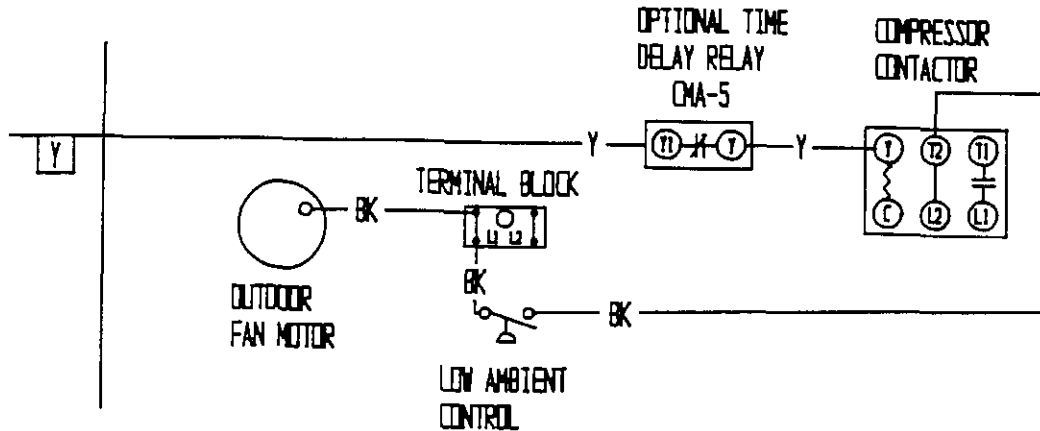 OPTIONAL TIME
DELAY RELAY
CMA-5
COMPRESSOR
CONTACTOR
Y
Y
Y1
Y
Y
Y
T2
T1
C
L2
L1
TERMINAL BLOCK
BK
L1 L2
BK
OUTDOOR
FAN MOTOR
BK
LOW AMBIENT
CONTROL